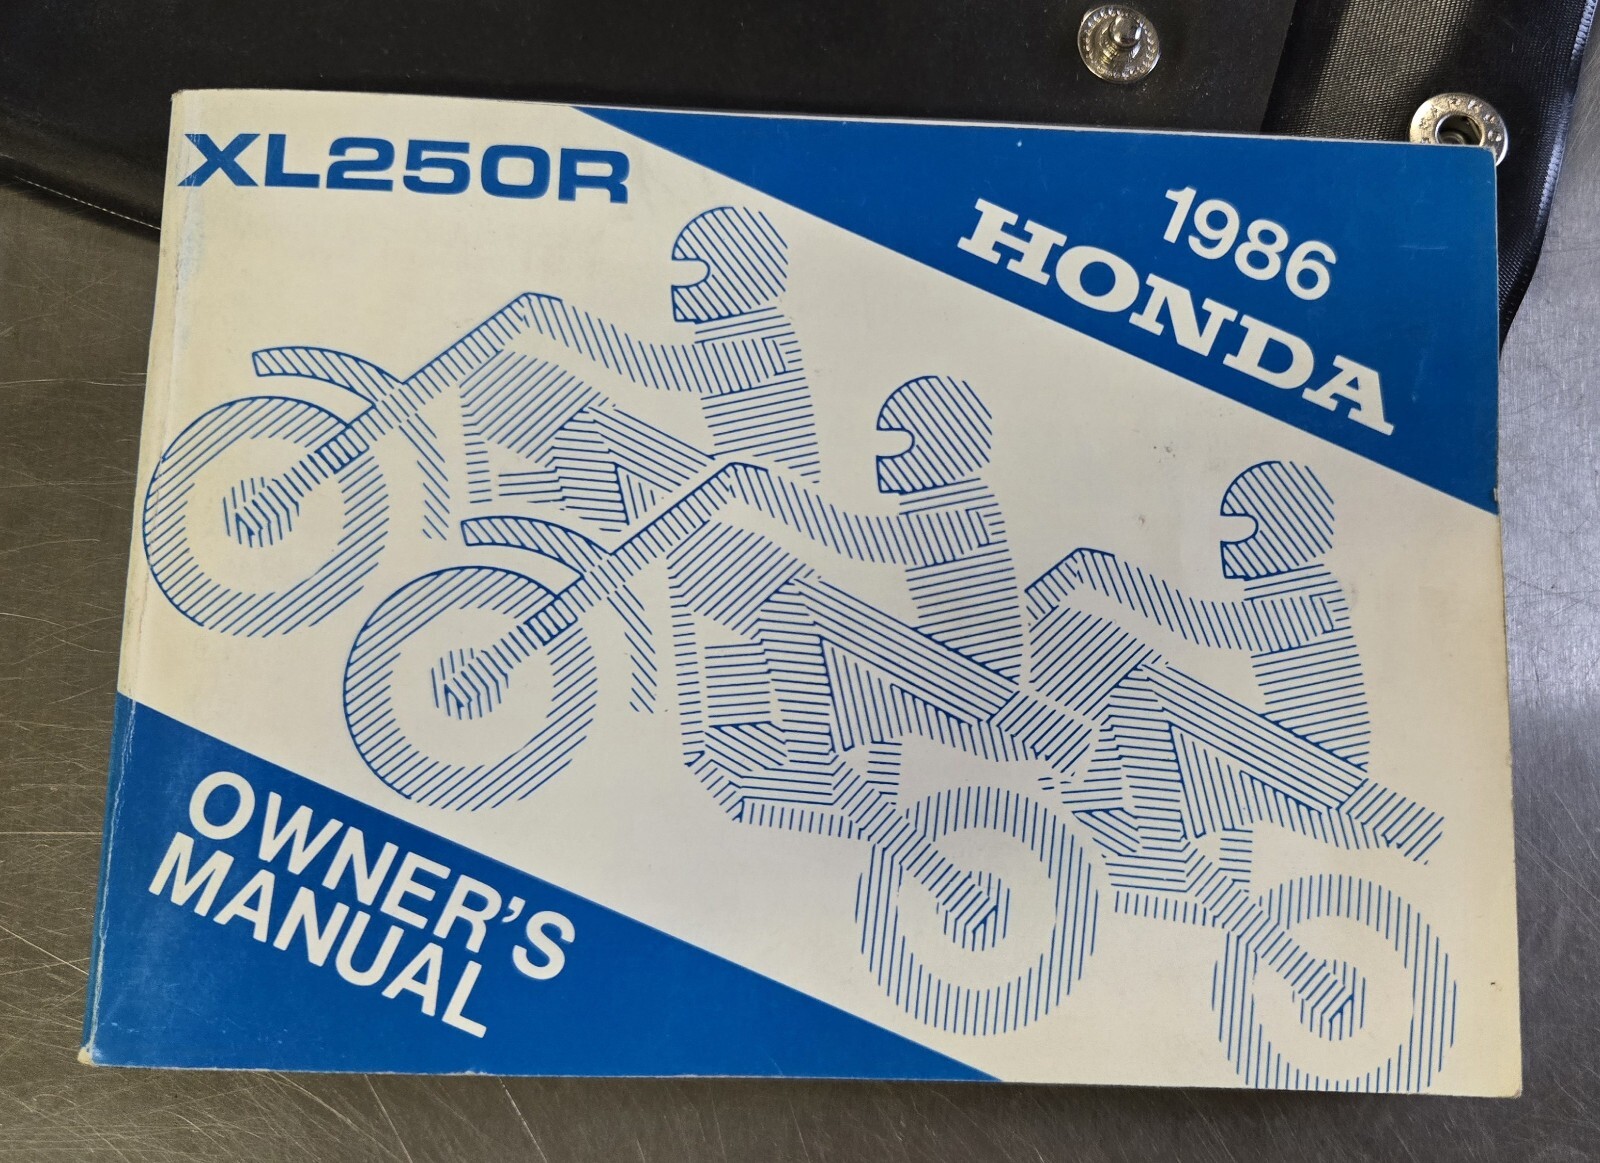 XL250R
1986
HONDA
OWNER'S
MANUAL